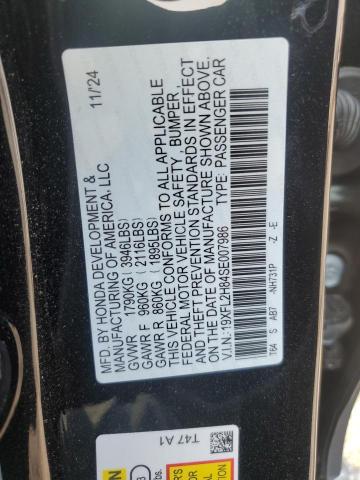 MFD. BY HONDA DEVELOPMENT & 11/24
MANUFACTURING OF AMERICA, LLC
GVWR 1790KG ( 3946LBS)
GAWR F 960KG ( 2116LBS)
GAWR R 860KG ( 1895LBS)
THIS VEHICLE CONFORMS TO ALL APPLICABLE
FEDERAL MOTOR VEHICLE SAFETY, BUMPER,
AND THEFT PREVENTION STANDARDS IN EFFECT
ON THE DATE OF MANUFACTURE SHOWN ABOVE.
V.I.N.: 19XFL2H84SE007986 TYPE: PASSENGER CAR
T64 S AB7 -NH731P -Z -E
T47 A1